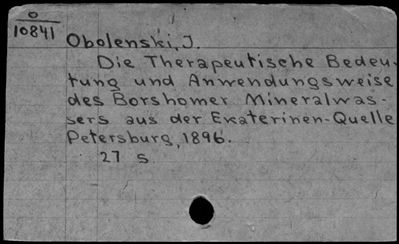 O
10841
Obolenski, J.
Die Therapeutische Bedeu-
tung und Anwendungsweise
des Borshomer Mineralwas-
sers aus der Ekaterinen-Quelle
Petersburg, 1896.
27 s